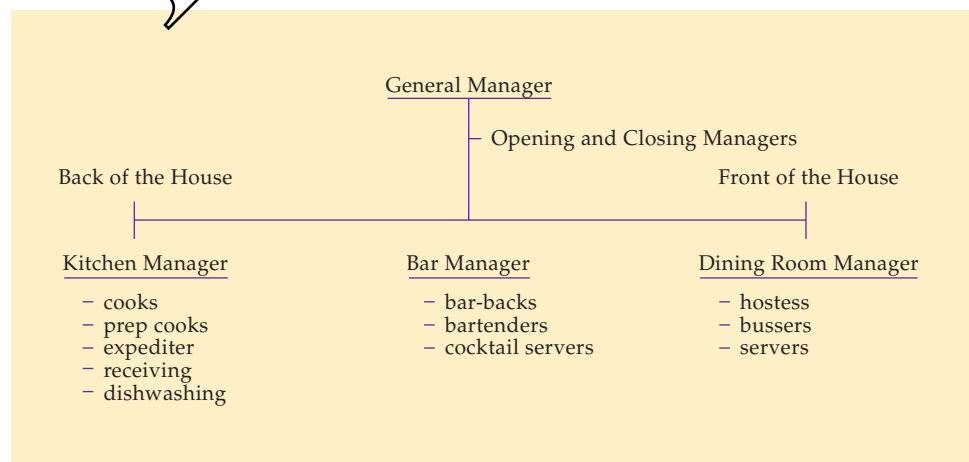 General Manager
– Opening and Closing Managers
Back of the House
Front of the House
Kitchen Manager
– cooks
– prep cooks
– expediter
– receiving
– dishwashing
Bar Manager
– bar-backs
– bartenders
– cocktail servers
Dining Room Manager
– hostess
– bussers
– servers